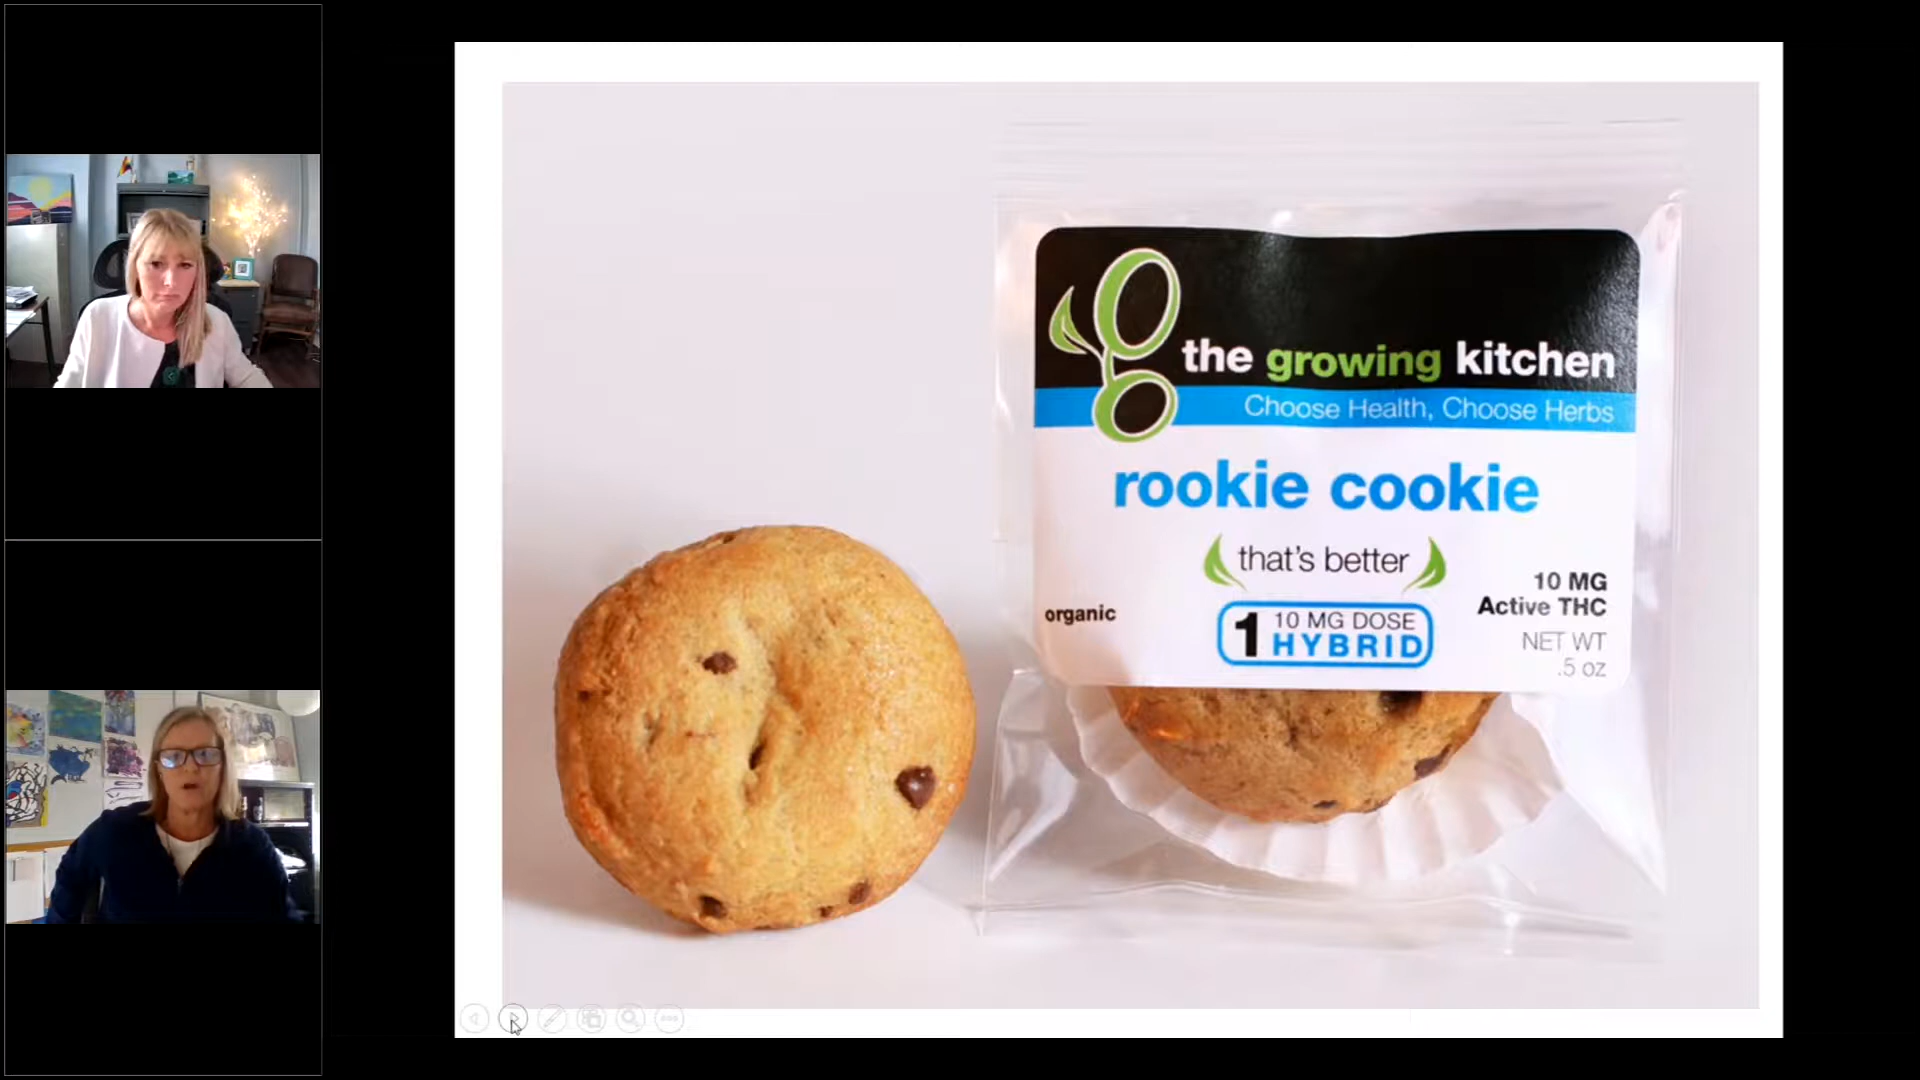 the growing kitchen
Choose Health, Choose Herbs
rookie cookie
that's better
organic
1 10 MG DOSE
HYBRID
10 MG
Active THC
NET WT
.5 oz